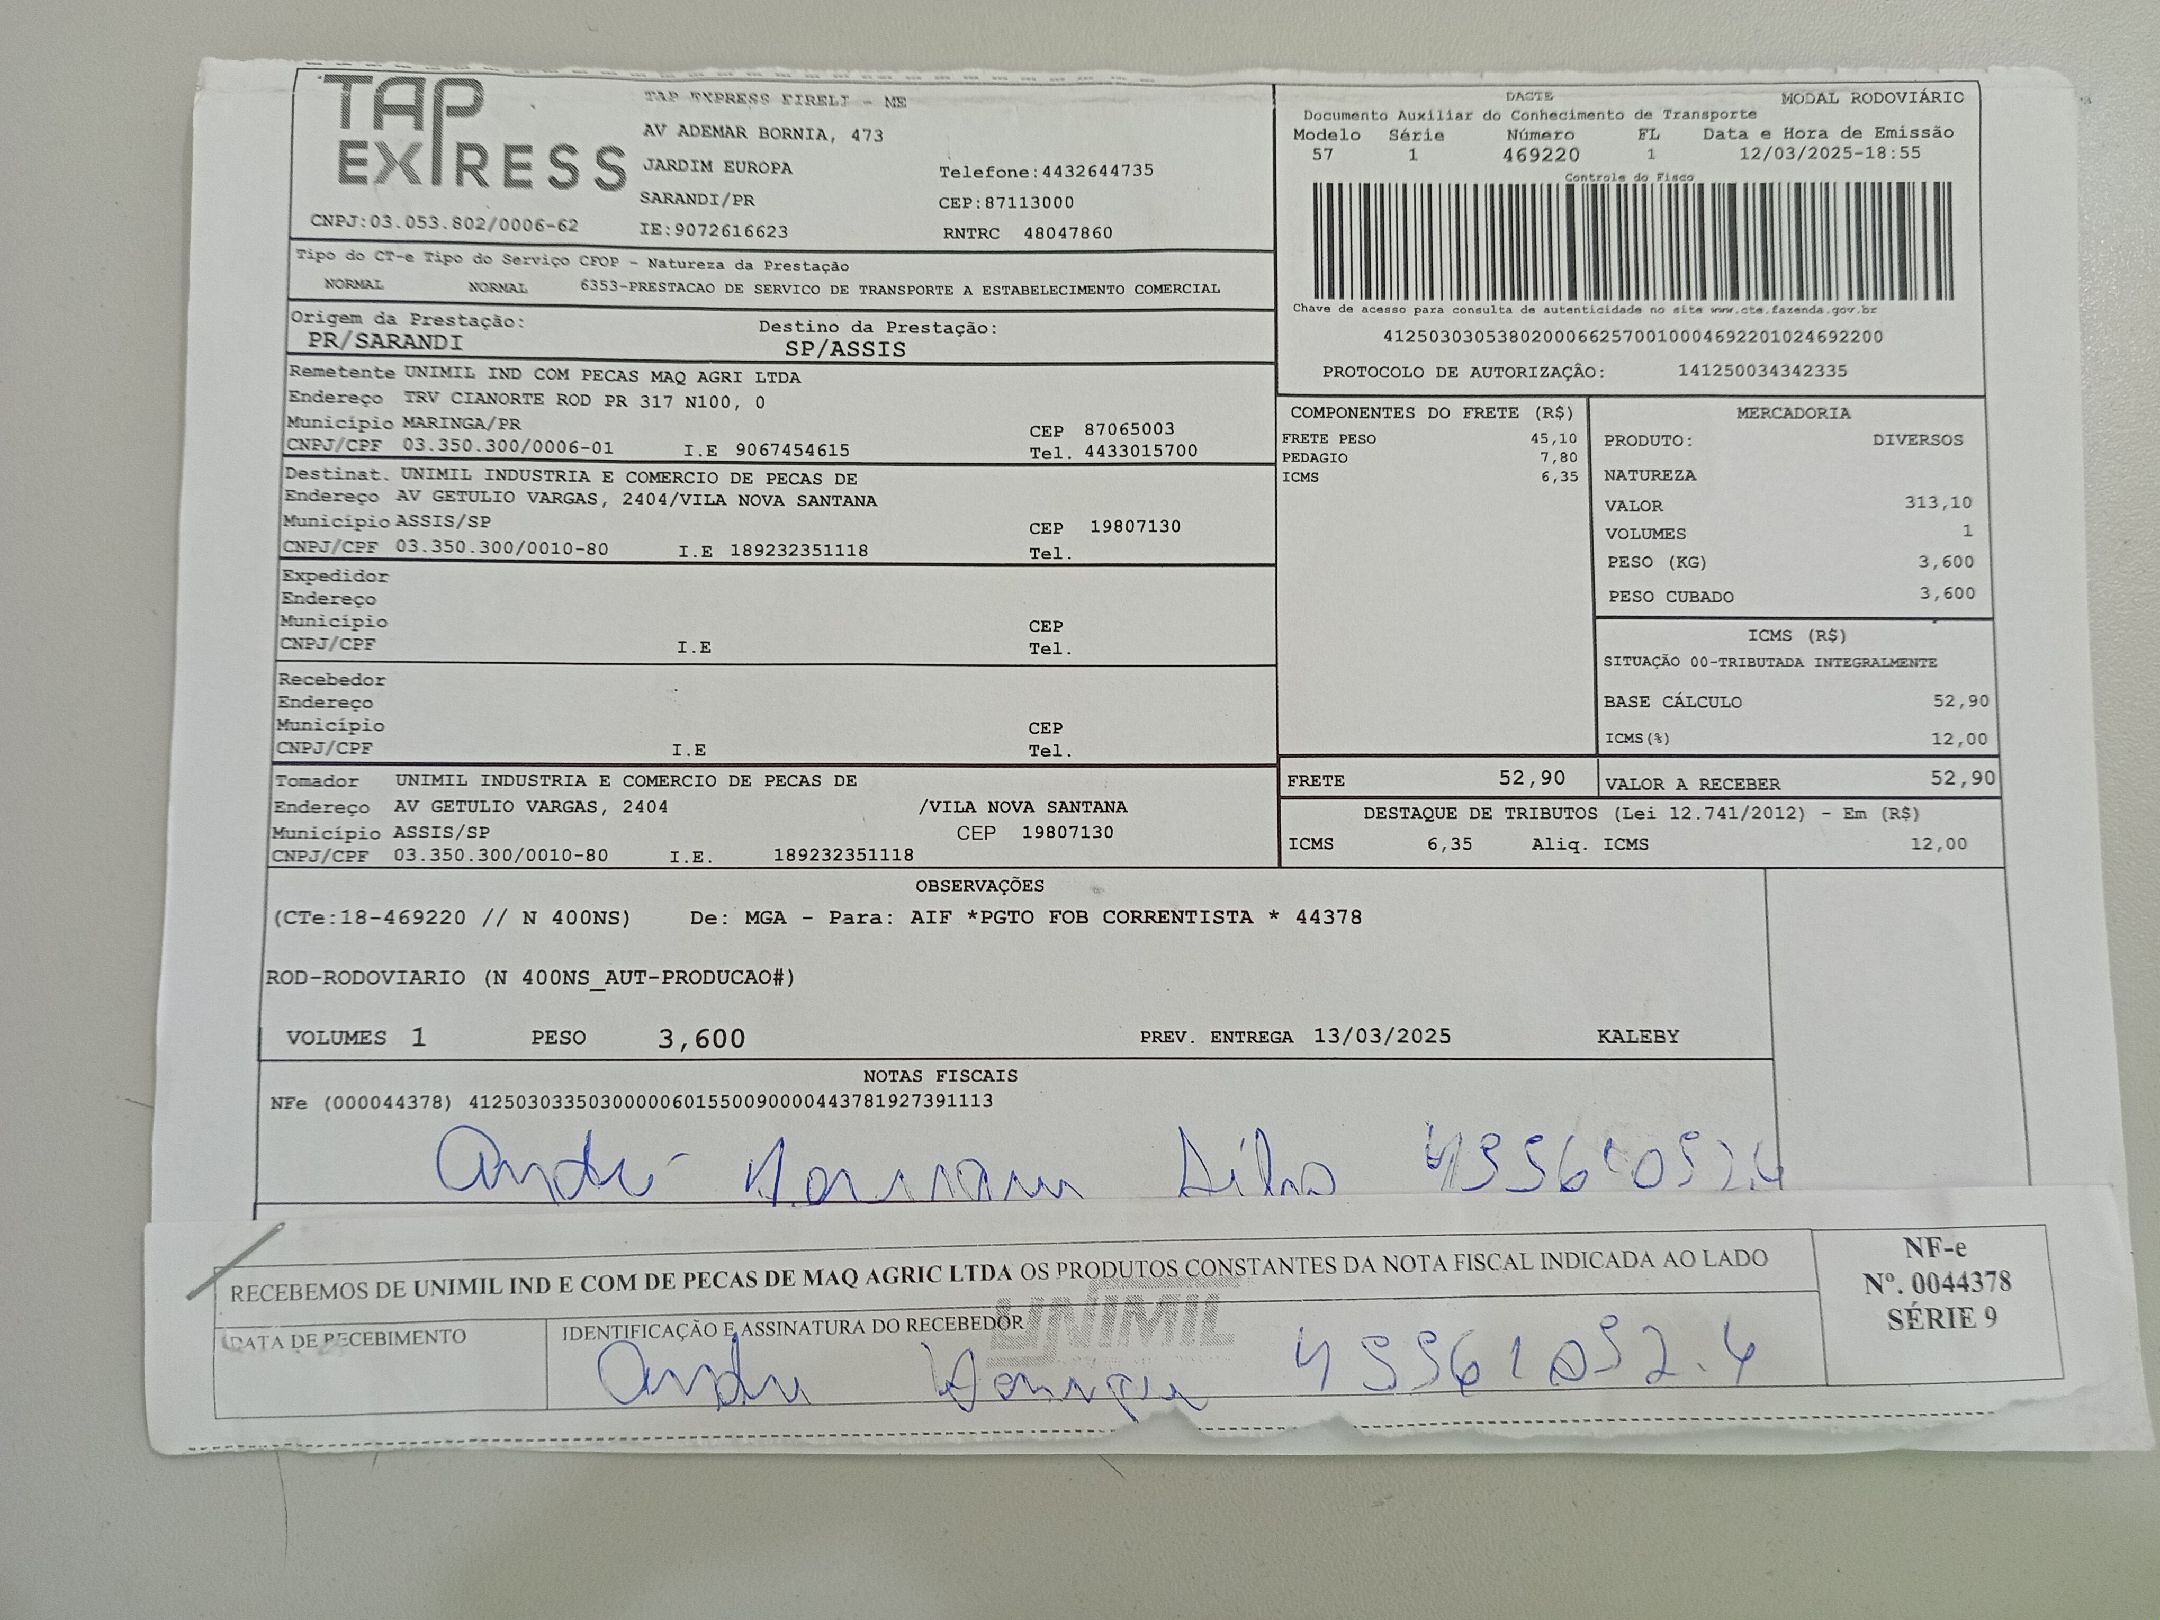 TAP EXPRESS
TAP EXPRESS EIRELI - ME
AV ADEMAR BORNIA, 473
JARDIM EUROPA
Telefone:4432644735
SARANDI/PR
CEP:87113000
CNPJ:03.053.802/0006-62
IE:9072616623
RNTRC 48047860
DACTE
MODAL RODOVIÁRIO
Documento Auxiliar do Conhecimento de Transporte
Modelo Série Número FL Data e Hora de Emissão
57 1 469220 1 12/03/2025-18:55
Controle do Fisco
Chave de acesso para consulta de autenticidade no site www.cte.fazenda.gov.br
41250303053802000662570010004692201024692200
PROTOCOLO DE AUTORIZAÇÂO: 141250034342335
Tipo do CT-e Tipo do Serviço CFOP - Natureza da Prestação
NORMAL NORMAL 6353-PRESTACAO DE SERVICO DE TRANSPORTE A ESTABELECIMENTO COMERCIAL
Origem da Prestação: Destino da Prestação:
PR/SARANDI SP/ASSIS
Remetente UNIMIL IND COM PECAS MAQ AGRI LTDA
Endereço TRV CIANORTE ROD PR 317 N100, 0
Município MARINGA/PR CEP 87065003
CNPJ/CPF 03.350.300/0006-01 I.E 9067454615 Tel. 4433015700
Destinat. UNIMIL INDUSTRIA E COMERCIO DE PECAS DE
Endereço AV GETULIO VARGAS, 2404/VILA NOVA SANTANA
Município ASSIS/SP CEP 19807130
CNPJ/CPF 03.350.300/0010-80 I.E 189232351118 Tel.
Expedidor
Endereço
Município CEP
CNPJ/CPF I.E Tel.
Recebedor
Endereço
Município CEP
CNPJ/CPF I.E Tel.
Tomador UNIMIL INDUSTRIA E COMERCIO DE PECAS DE
Endereço AV GETULIO VARGAS, 2404 /VILA NOVA SANTANA
Município ASSIS/SP CEP 19807130
CNPJ/CPF 03.350.300/0010-80 I.E. 189232351118
COMPONENTES DO FRETE (R$)
FRETE PESO 45,10
PEDAGIO 7,80
ICMS 6,35
MERCADORIA
PRODUTO: DIVERSOS
NATUREZA
VALOR 313,10
VOLUMES 1
PESO (KG) 3,600
PESO CUBADO 3,600
ICMS (R$)
SITUAÇÃO 00-TRIBUTADA INTEGRALMENTE
BASE CÁLCULO 52,90
ICMS(%) 12,00
FRETE 52,90 VALOR A RECEBER 52,90
DESTAQUE DE TRIBUTOS (Lei 12.741/2012) - Em (R$)
ICMS 6,35 Aliq. ICMS 12,00
OBSERVAÇÕES
(CTe:18-469220 // N 400NS) De: MGA - Para: AIF *PGTO FOB CORRENTISTA * 44378
ROD-RODOVIARIO (N 400NS_AUT-PRODUCAO#)
VOLUMES 1 PESO 3,600 PREV. ENTREGA 13/03/2025 KALEBY
NOTAS FISCAIS
NFe (000044378) 41250303350300000601550090000443781927391113
André
RECEBEMOS DE UNIMIL IND E COM DE PECAS DE MAQ AGRIC LTDA OS PRODUTOS CONSTANTES DA NOTA FISCAL INDICADA AO LADO
NF-e
Nº. 0044378
SÉRIE 9
DATA DE RECEBIMENTO
IDENTIFICAÇÃO E ASSINATURA DO RECEBEDOR
UNIMIL